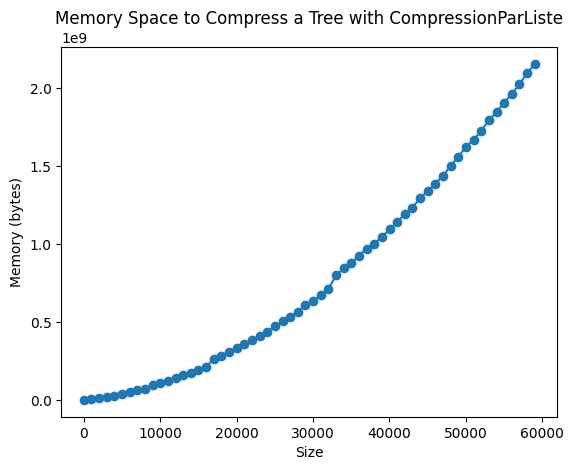 Memory Space to Compress a Tree with CompressionParListe
1e9
2.0
1.5
1.0
0.5
0.0
Memory (bytes)
0 10000 20000 30000 40000 50000 60000
Size